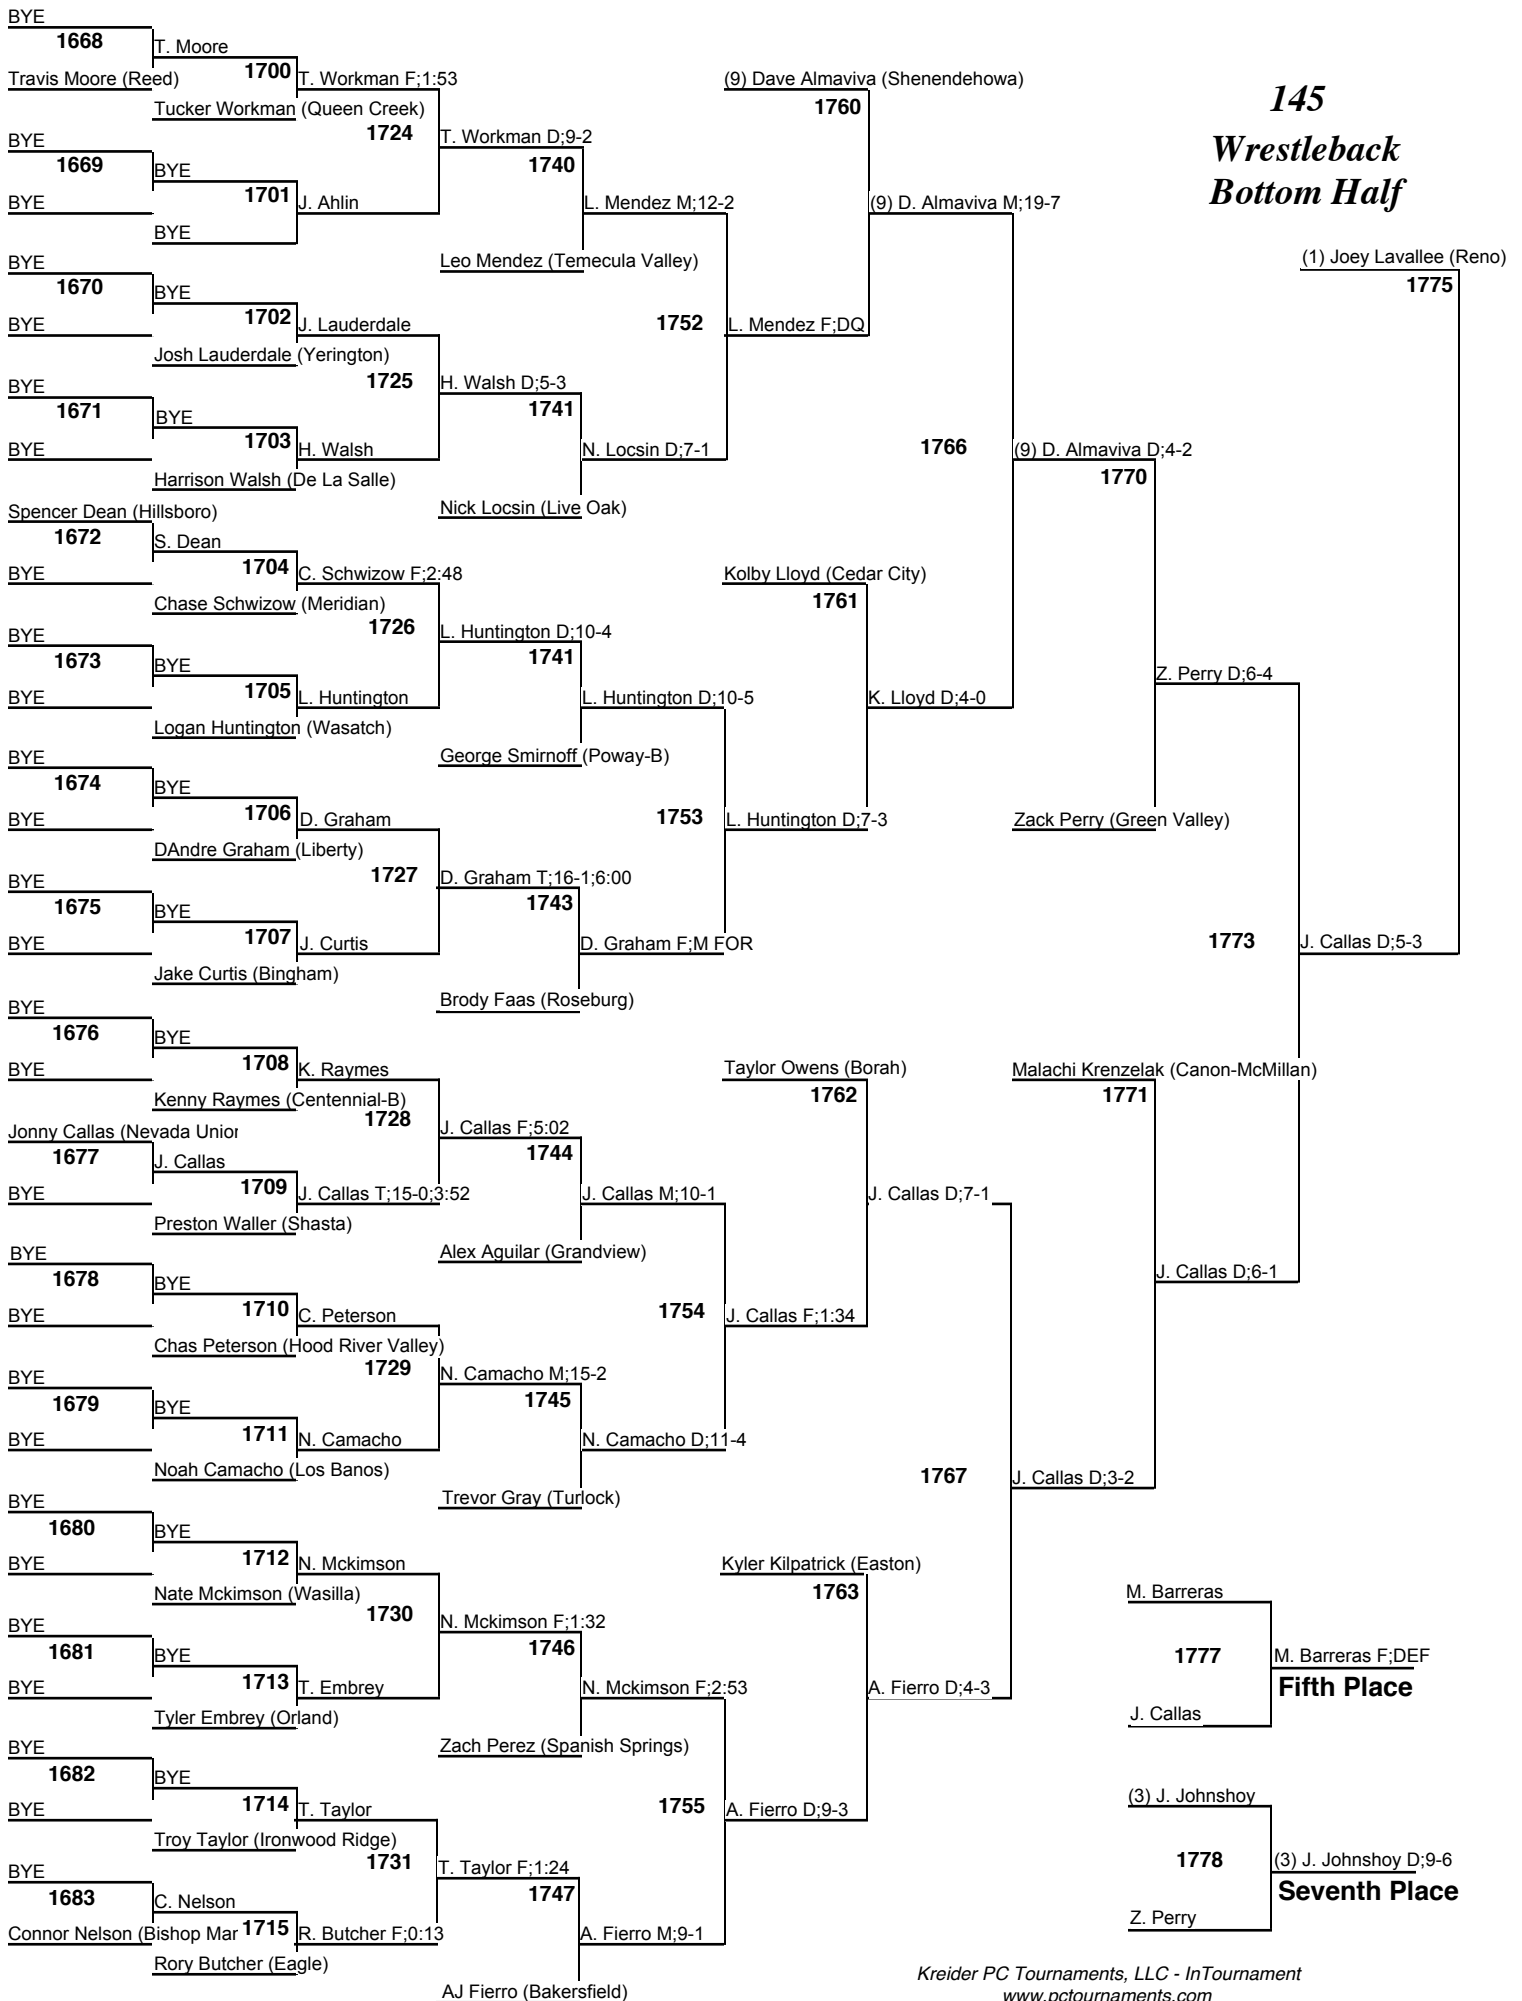 BYE
1668
T. Moore
Travis Moore (Reed)
1700
T. Workman F;1:53
Tucker Workman (Queen Creek)
1724
T. Workman D;9-2
BYE
1669
BYE
BYE
1701
J. Ahlin
BYE
1740
L. Mendez M;12-2
Leo Mendez (Temecula Valley)
BYE
1670
BYE
BYE
1702
J. Lauderdale
Josh Lauderdale (Yerington)
1725
H. Walsh D;5-3
BYE
1671
BYE
BYE
1703
H. Walsh
Harrison Walsh (De La Salle)
1741
N. Locsin D;7-1
Nick Locsin (Live Oak)
1752
L. Mendez F;DQ
(9) Dave Almaviva (Shenendehowa)
1760
(9) D. Almaviva M;19-7
145
Wrestleback
Bottom Half
(1) Joey Lavallee (Reno)
1775
Spencer Dean (Hillsboro)
1672
S. Dean
BYE
1704
C. Schwizow F;2:48
Chase Schwizow (Meridian)
1726
L. Huntington D;10-4
BYE
1673
BYE
BYE
1705
L. Huntington
Logan Huntington (Wasatch)
1741
L. Huntington D;10-5
George Smirnoff (Poway-B)
BYE
1674
BYE
BYE
1706
D. Graham
DAndre Graham (Liberty)
1727
D. Graham T;16-1;6:00
BYE
1675
BYE
BYE
1707
J. Curtis
Jake Curtis (Bingham)
1743
D. Graham F;M FOR
Brody Faas (Roseburg)
1753
L. Huntington D;7-3
Kolby Lloyd (Cedar City)
1761
K. Lloyd D;4-0
1766
(9) D. Almaviva D;4-2
1770
Z. Perry D;6-4
Zack Perry (Green Valley)
1773
J. Callas D;5-3
BYE
1676
BYE
BYE
1708
K. Raymes
Kenny Raymes (Centennial-B)
1728
J. Callas F;5:02
Jonny Callas (Nevada Union
1677
J. Callas
BYE
1709
J. Callas T;15-0;3:52
Preston Waller (Shasta)
1744
J. Callas M;10-1
Alex Aguilar (Grandview)
BYE
1678
BYE
BYE
1710
C. Peterson
Chas Peterson (Hood River Valley)
1729
N. Camacho M;15-2
BYE
1679
BYE
BYE
1711
N. Camacho
Noah Camacho (Los Banos)
1745
N. Camacho D;11-4
Trevor Gray (Turlock)
1754
J. Callas F;1:34
Taylor Owens (Borah)
1762
J. Callas D;7-1
Malachi Krenzelak (Canon-McMillan)
1771
J. Callas D;6-1
1767
J. Callas D;3-2
BYE
1680
BYE
BYE
1712
N. Mckimson
Nate Mckimson (Wasilla)
1730
N. Mckimson F;1:32
BYE
1681
BYE
BYE
1713
T. Embrey
Tyler Embrey (Orland)
1746
N. Mckimson F;2:53
Zach Perez (Spanish Springs)
BYE
1682
BYE
BYE
1714
T. Taylor
Troy Taylor (Ironwood Ridge)
1731
T. Taylor F;1:24
BYE
1683
C. Nelson
Connor Nelson (Bishop Mar
1715
R. Butcher F;0:13
Rory Butcher (Eagle)
1747
A. Fierro M;9-1
AJ Fierro (Bakersfield)
1755
A. Fierro D;9-3
Kyler Kilpatrick (Easton)
1763
A. Fierro D;4-3
M. Barreras
1777
M. Barreras F;DEF
Fifth Place
J. Callas
(3) J. Johnshoy
1778
(3) J. Johnshoy D;9-6
Seventh Place
Z. Perry
Kreider PC Tournaments, LLC - InTournament
www.pctournaments.com